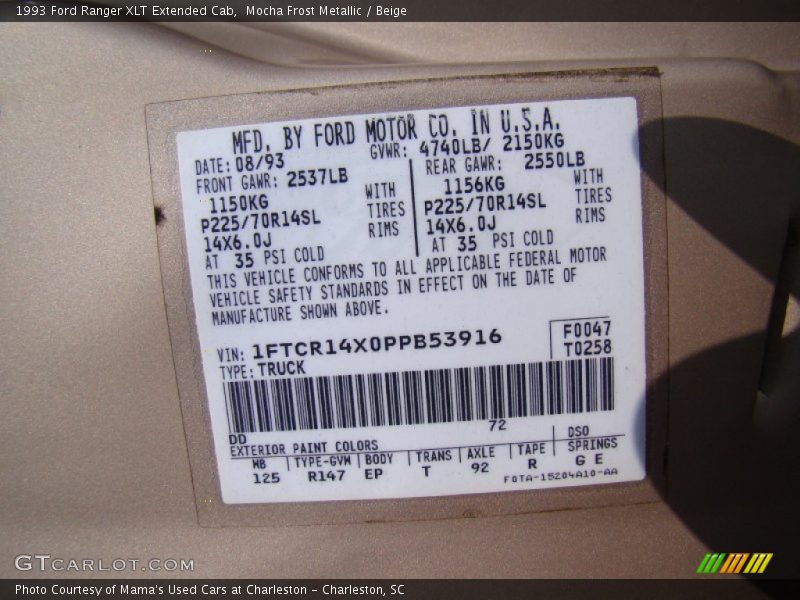 1993 Ford Ranger XLT Extended Cab,  Mocha Frost Metallic / Beige
MFD. BY FORD MOTOR CO. IN U.S.A.
DATE: 08/93
GVWR: 4740LB/ 2150KG
FRONT GAWR: 2537LB
1150KG
WITH
P225/70R14SL
TIRES
14X6.0J
RIMS
AT 35 PSI COLD
REAR GAWR: 2550LB
1156KG
WITH
P225/70R14SL
TIRES
14X6.0J
RIMS
AT 35 PSI COLD
THIS VEHICLE CONFORMS TO ALL APPLICABLE FEDERAL MOTOR
VEHICLE SAFETY STANDARDS IN EFFECT ON THE DATE OF
MANUFACTURE SHOWN ABOVE.
VIN: 1FTCR14X0PPB53916
F0047
TYPE: TRUCK
T0258
72
DD
EXTERIOR PAINT COLORS
DSO
WB TYPE-GVW BODY TRANS AXLE TAPE SPRINGS
125 R147 EP T 92 R G E
F0TA-15204A10-AA
GTCARLOT.COM
Photo Courtesy of Mama's Used Cars at Charleston - Charleston, SC